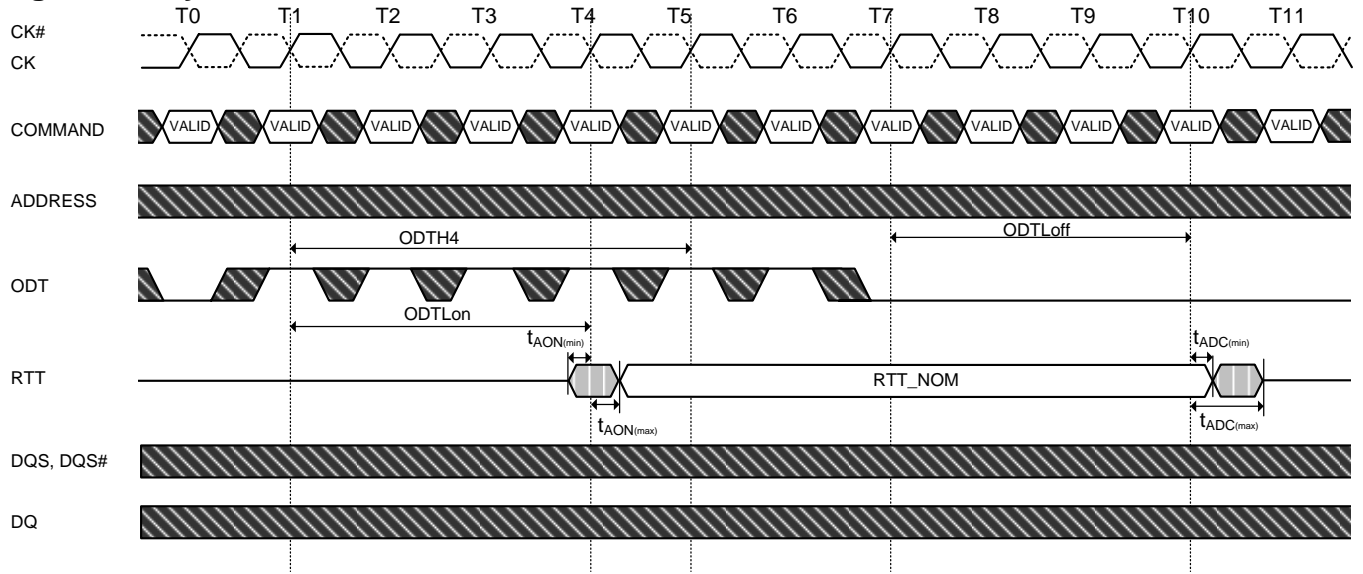 T0 T1 T2 T3 T4 T5 T6 T7 T8 T9 T10 T11
CK#
CK
COMMAND VALID VALID VALID VALID VALID VALID VALID VALID VALID VALID VALID VALID
ADDRESS
ODTH4 ODTLoff
ODT
ODTLon
tAON(min) tADC(min)
RTT RTT_NOM
tAON(max) tADC(max)
DQS, DQS#
DQ